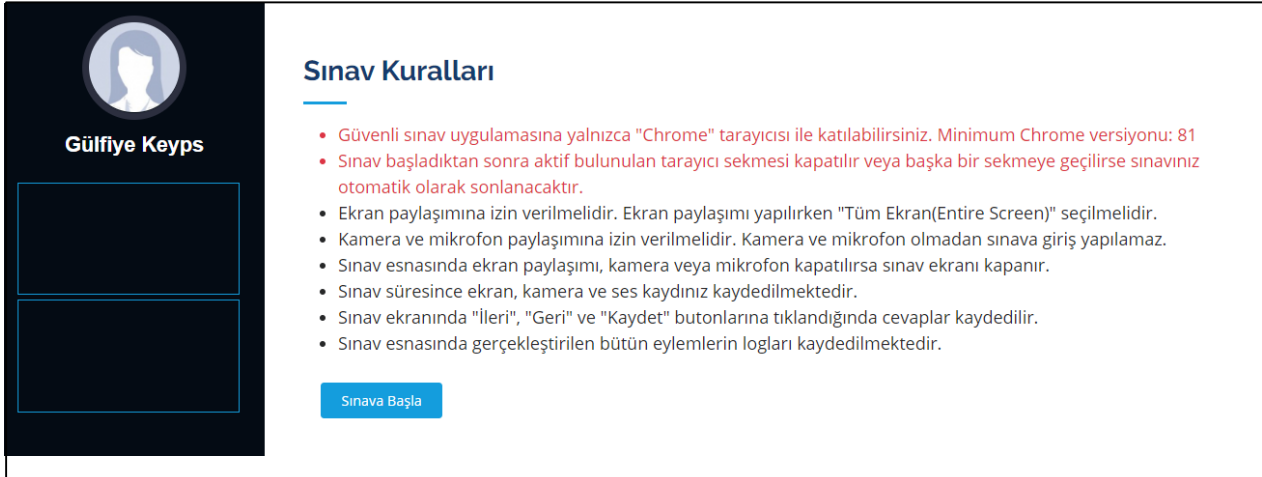 Gülfiye Keyps
Sınav Kuralları
Güvenli sınav uygulamasına yalnızca "Chrome" tarayıcısı ile katılabilirsiniz. Minimum Chrome versiyonu: 81
Sınav başladıktan sonra aktif bulunulan tarayıcı sekmesi kapatılır veya başka bir sekmeye geçilirse sınavınız
otomatik olarak sonlanacaktır.
Ekran paylaşımına izin verilmelidir. Ekran paylaşımı yapılırken "Tüm Ekran(Entire Screen)" seçilmelidir.
Kamera ve mikrofon paylaşımına izin verilmelidir. Kamera ve mikrofon olmadan sınava giriş yapılamaz.
Sınav esnasında ekran paylaşımı, kamera veya mikrofon kapatılırsa sınav ekranı kapanır.
Sınav süresince ekran, kamera ve ses kaydınız kaydedilmektedir.
Sınav ekranında "İleri", "Geri" ve "Kaydet" butonlarına tıklandığında cevaplar kaydedilir.
Sınav esnasında gerçekleştirilen bütün eylemlerin logları kaydedilmektedir.
Sınava Başla